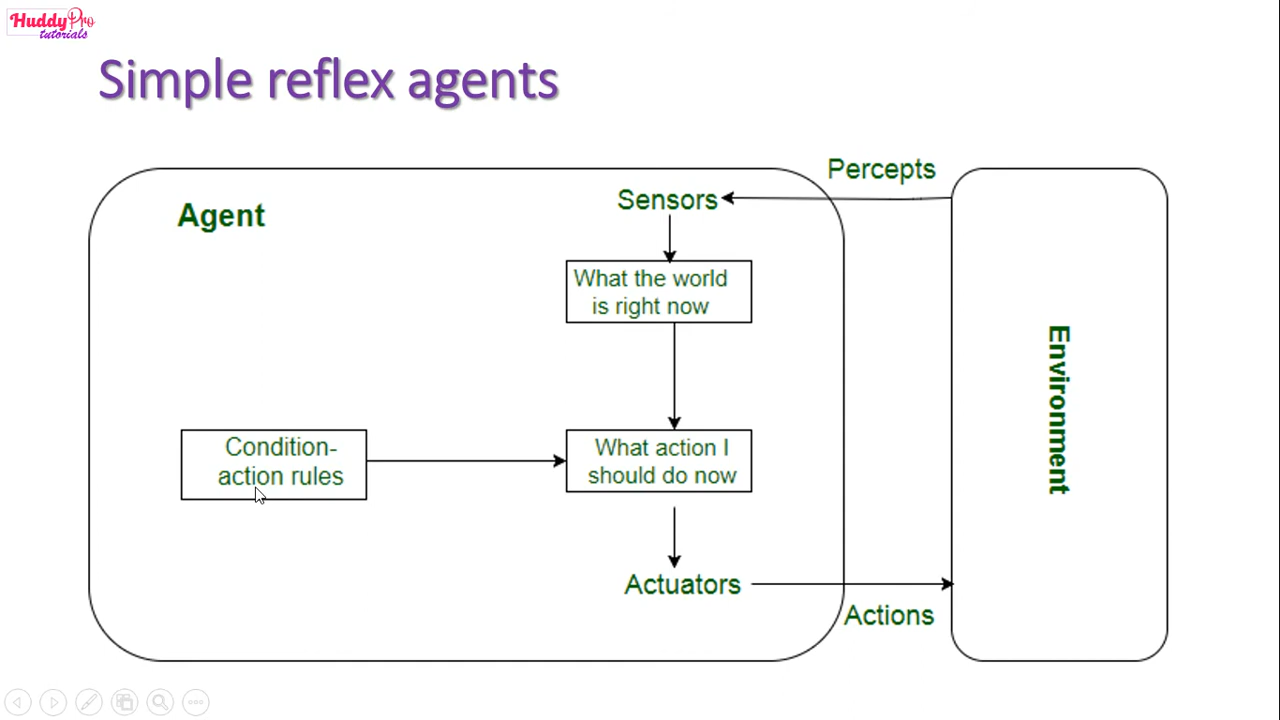 HuddyPro
tutorials
Simple reflex agents
Percepts
Sensors
Agent
What the world
is right now
Environment
Condition-
action rules
What action I
should do now
Actuators
Actions